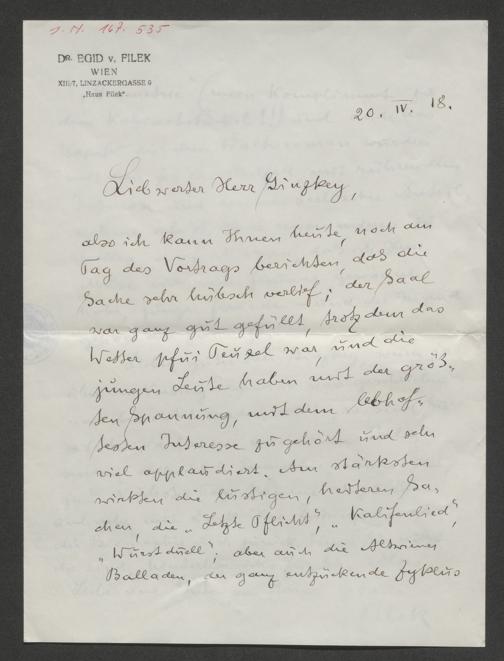 I. N. 167.535
DR. EGID v. FILEK
WIEN
XIII/7, LINZACKERGASSE 9
„Haus Filek"
20. IV. 18.
Liebwerter Herr Ginzkey,
also ich kann Ihnen heute, noch am
Tag des Vortrags berichten, daß die
Sache sehr hübsch verlief; der Saal
war ganz gut gefüllt, trotzdem das
Wetter pfui Teufel war, und die
jungen Leute haben mit der größ-
ten Spannung, mit dem lebhaf-
testen Interesse zugehört und sehr
viel applaudiert. Am stärksten
wirkten die lustigen, heiteren Sa-
chen, die „Letzte Pflicht", „Kalifenlied",
„Wurstduell"; aber auch die Altwiener
Balladen, der ganz entzückende Zyklus